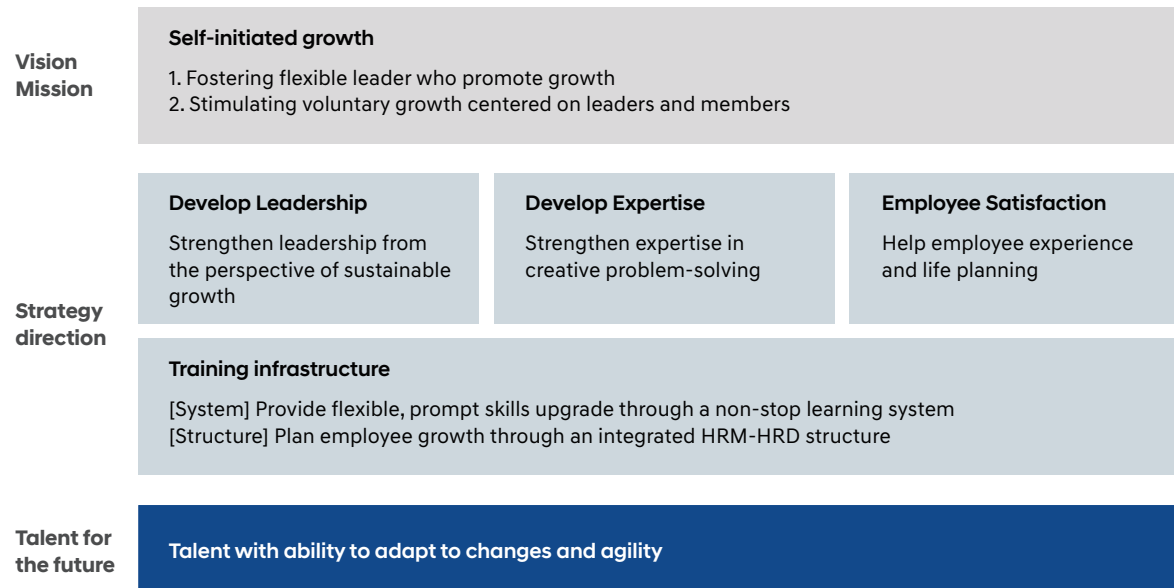 Vision
Mission
Self-initiated growth
1. Fostering flexible leader who promote growth
2. Stimulating voluntary growth centered on leaders and members
Strategy
direction
Develop Leadership
Strengthen leadership from
the perspective of sustainable
growth
Develop Expertise
Strengthen expertise in
creative problem-solving
Employee Satisfaction
Help employee experience
and life planning
Training infrastructure
[System] Provide flexible, prompt skills upgrade through a non-stop learning system
[Structure] Plan employee growth through an integrated HRM-HRD structure
Talent for
the future
Talent with ability to adapt to changes and agility